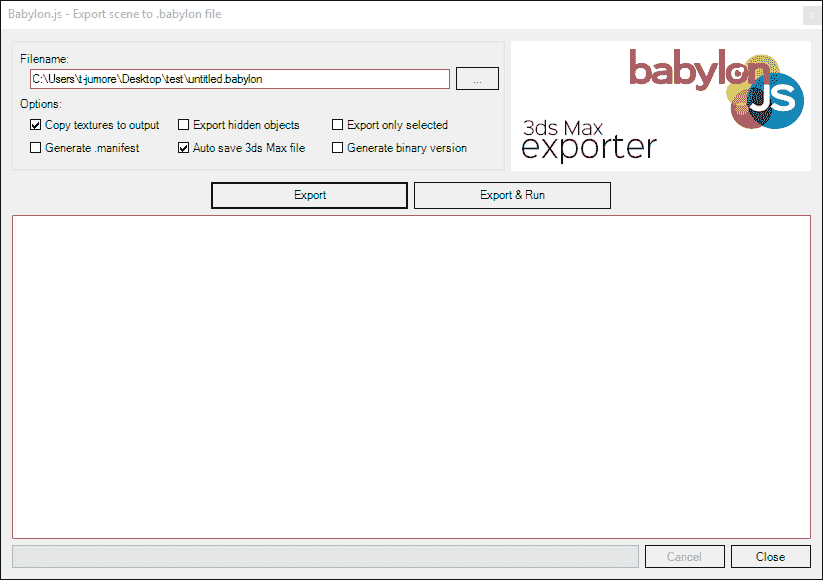 Babylon.js - Export scene to .babylon file
Filename:
C:\Users\t-jumore\Desktop\test\untitled.babylon
...
Options:
Copy textures to output
Export hidden objects
Export only selected
Generate .manifest
Auto save 3ds Max file
Generate binary version
babylon
JS
3ds Max
exporter
Export
Export & Run
Cancel
Close